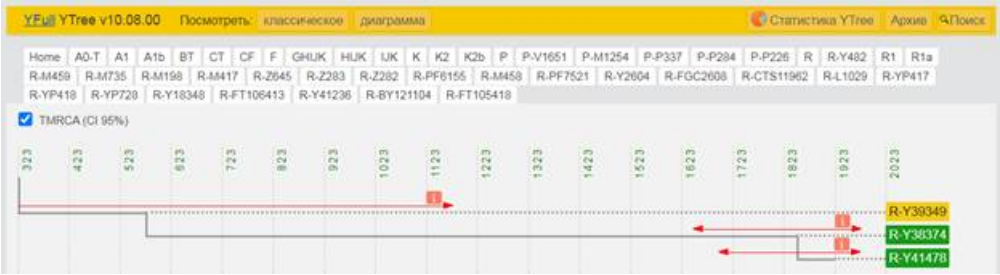 YFull YTree v10.08.00 Посмотреть: классическое диаграмма Статистика YTree Архив Поиск
Home A0-T A1 A1b BT CT CF F GHIJK HIJK IJK K K2 K2b P P-V1651 P-M1254 P-P337 P-P284 P-P226 R R-Y482 R1 R1a
R-M459 R-M735 R-M198 R-M417 R-Z645 R-Z283 R-Z282 R-PF6155 R-M458 R-PF7521 R-Y2604 R-FGC2608 R-CTS11962 R-L1029 R-YP417
R-YP418 R-YP728 R-Y18348 R-FT106413 R-Y41236 R-BY121104 R-FT105418
TMRCA (CI 95%)
323 423 523 623 723 823 923 1023 1123 1223 1323 1423 1523 1623 1723 1823 1923 2023
R-Y39349
R-Y38374
R-Y41478